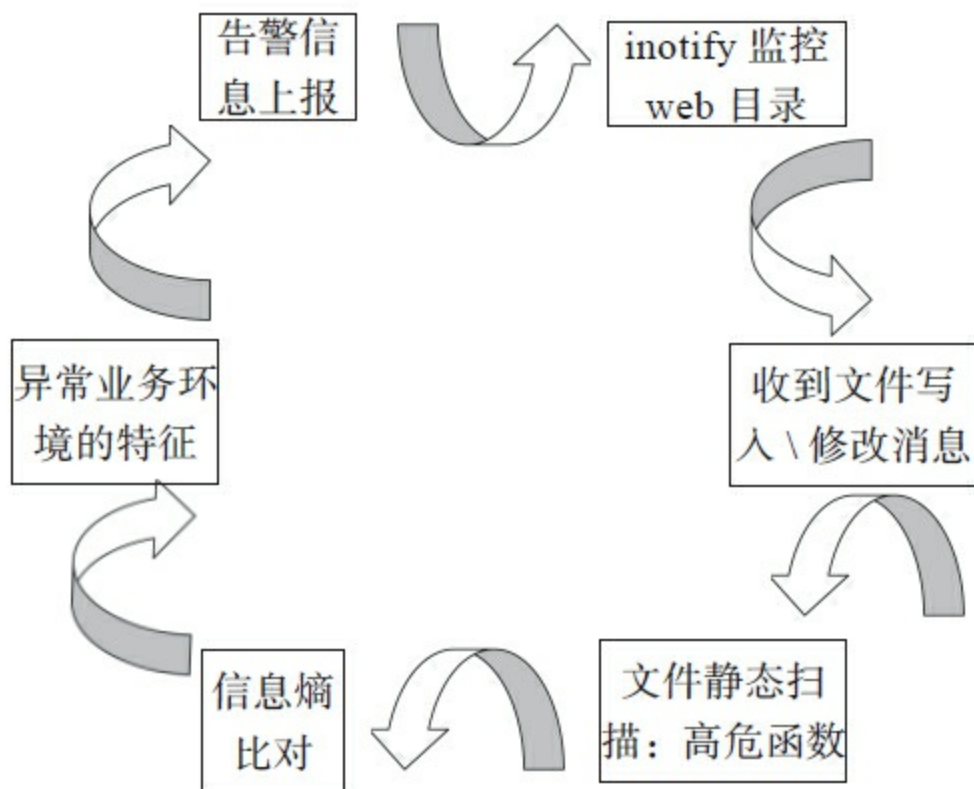 告警信
息上报
inotify 监控
web 目录
异常业务环
境的特征
收到文件写
入 \ 修改消息
信息熵
比对
文件静态扫
描：高危函数